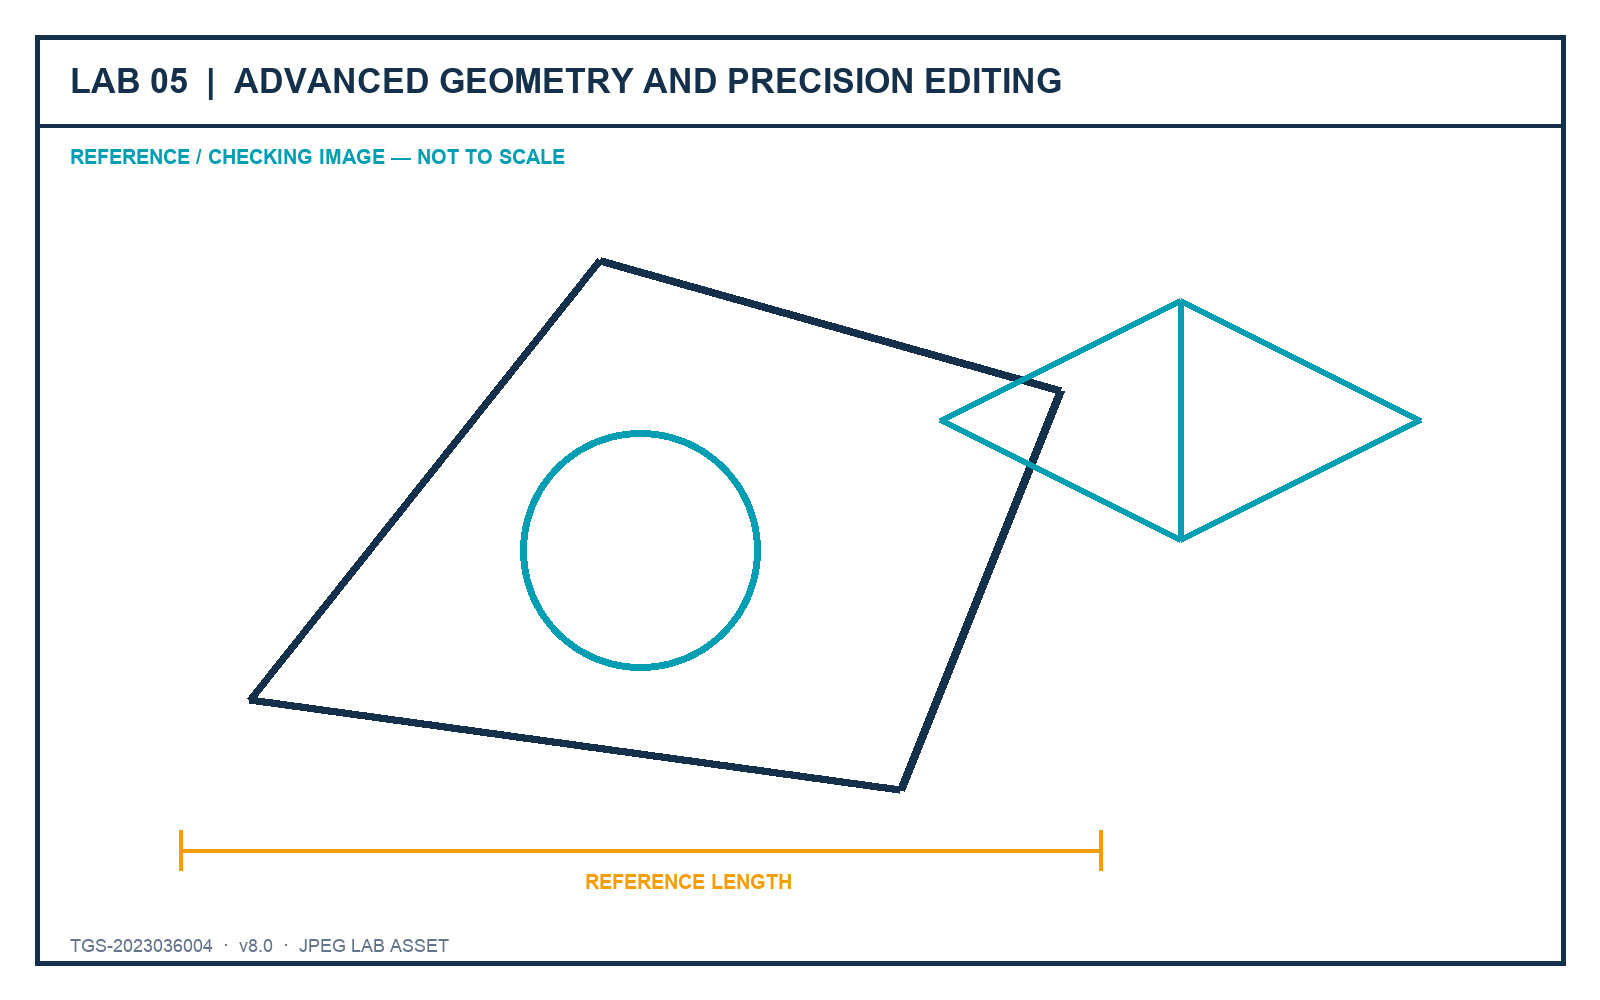 LAB 05 | ADVANCED GEOMETRY AND PRECISION EDITING
REFERENCE / CHECKING IMAGE — NOT TO SCALE
REFERENCE LENGTH
TGS-2023036004 · v8.0 · JPEG LAB ASSET